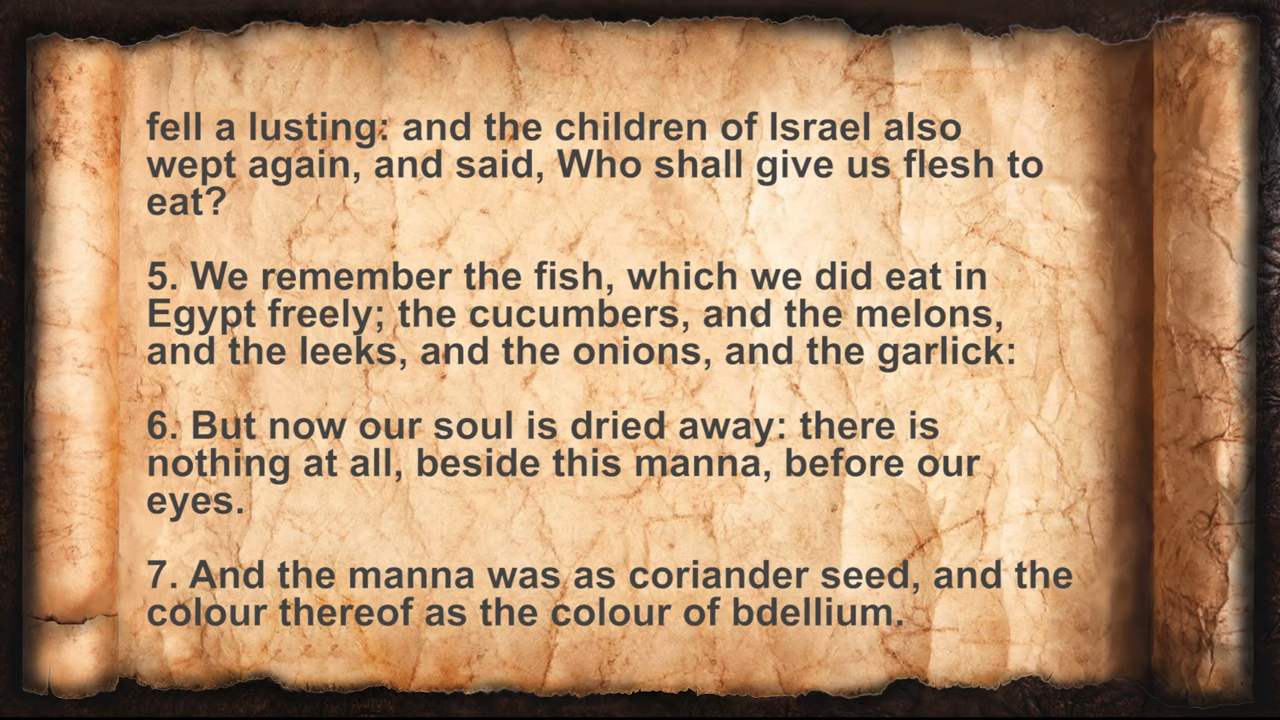 fell a lusting: and the children of Israel also
wept again, and said, Who shall give us flesh to
eat?
5. We remember the fish, which we did eat in
Egypt freely; the cucumbers, and the melons,
and the leeks, and the onions, and the garlick:
6. But now our soul is dried away: there is
nothing at all, beside this manna, before our
eyes.
7. And the manna was as coriander seed, and the
colour thereof as the colour of bdellium.